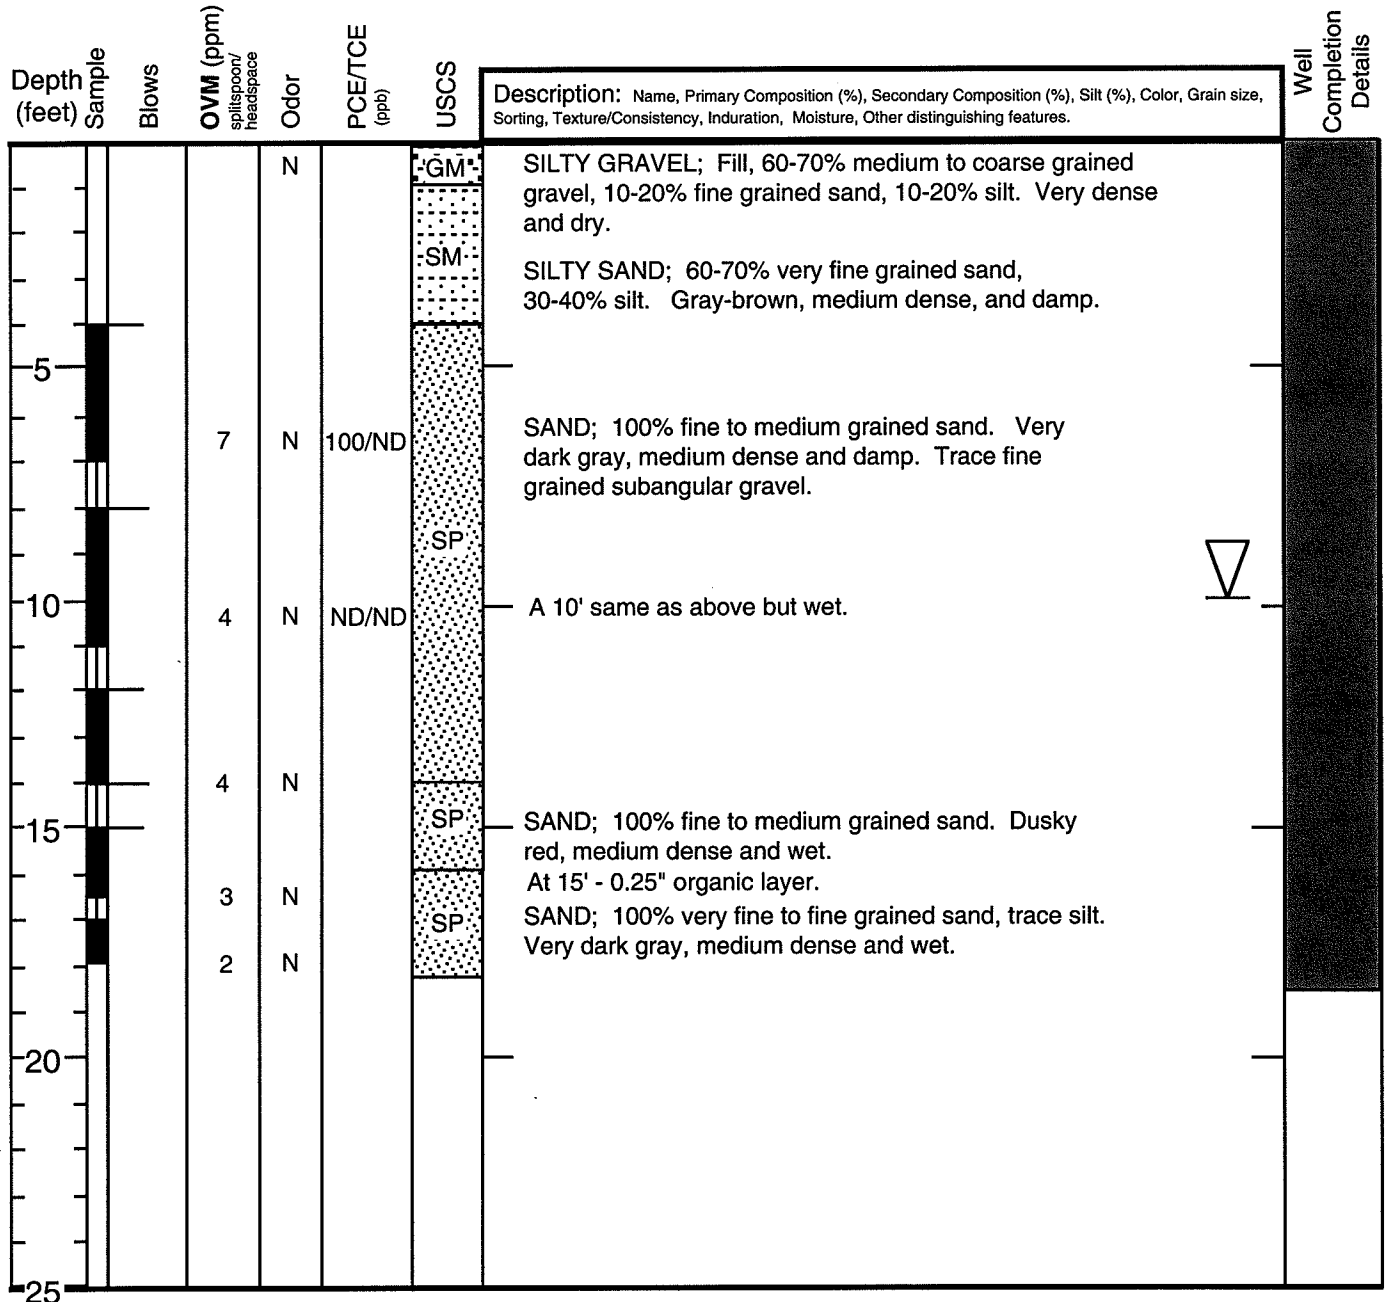 Depth
(feet)
Sample
Blows
OVM (ppm)
splitspoon/
headspace
Odor
PCE/TCE
(ppb)
USCS
Description: Name, Primary Composition (%), Secondary Composition (%), Silt (%), Color, Grain size,
Sorting, Texture/Consistency, Induration, Moisture, Other distinguishing features.
Well
Completion
Details
N
GM
SILTY GRAVEL; Fill, 60-70% medium to coarse grained
gravel, 10-20% fine grained sand, 10-20% silt. Very dense
and dry.
SM
SILTY SAND; 60-70% very fine grained sand,
30-40% silt. Gray-brown, medium dense, and damp.
5
7 N 100/ND
SAND; 100% fine to medium grained sand. Very
dark gray, medium dense and damp. Trace fine
grained subangular gravel.
SP
10
4 N ND/ND
A 10' same as above but wet.
4 N
15
SP
SAND; 100% fine to medium grained sand. Dusky
red, medium dense and wet.
At 15' - 0.25" organic layer.
3 N
SP
SAND; 100% very fine to fine grained sand, trace silt.
Very dark gray, medium dense and wet.
2 N
20
25